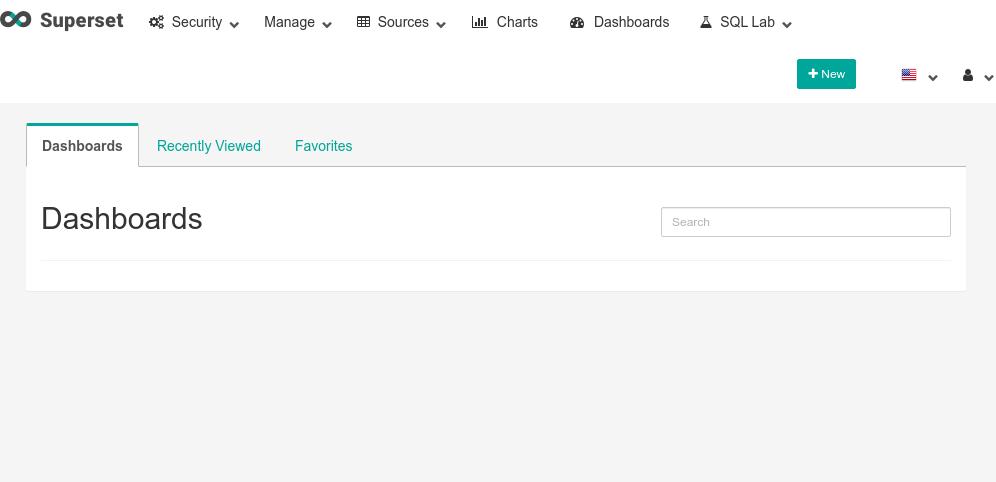 Superset Security Manage Sources Charts Dashboards SQL Lab
+ New
Dashboards Recently Viewed Favorites
Dashboards
Search